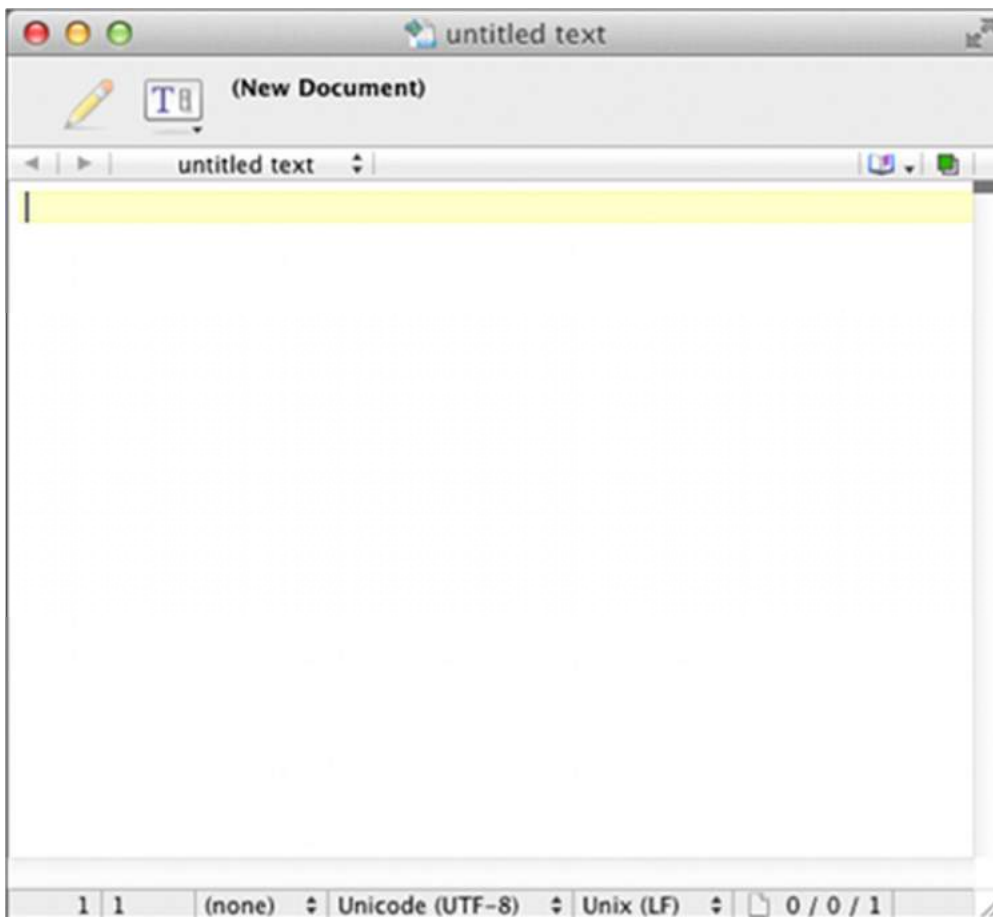 untitled text
T
(New Document)
untitled text
1 1 (none) Unicode (UTF-8) Unix (LF) 0 / 0 / 1